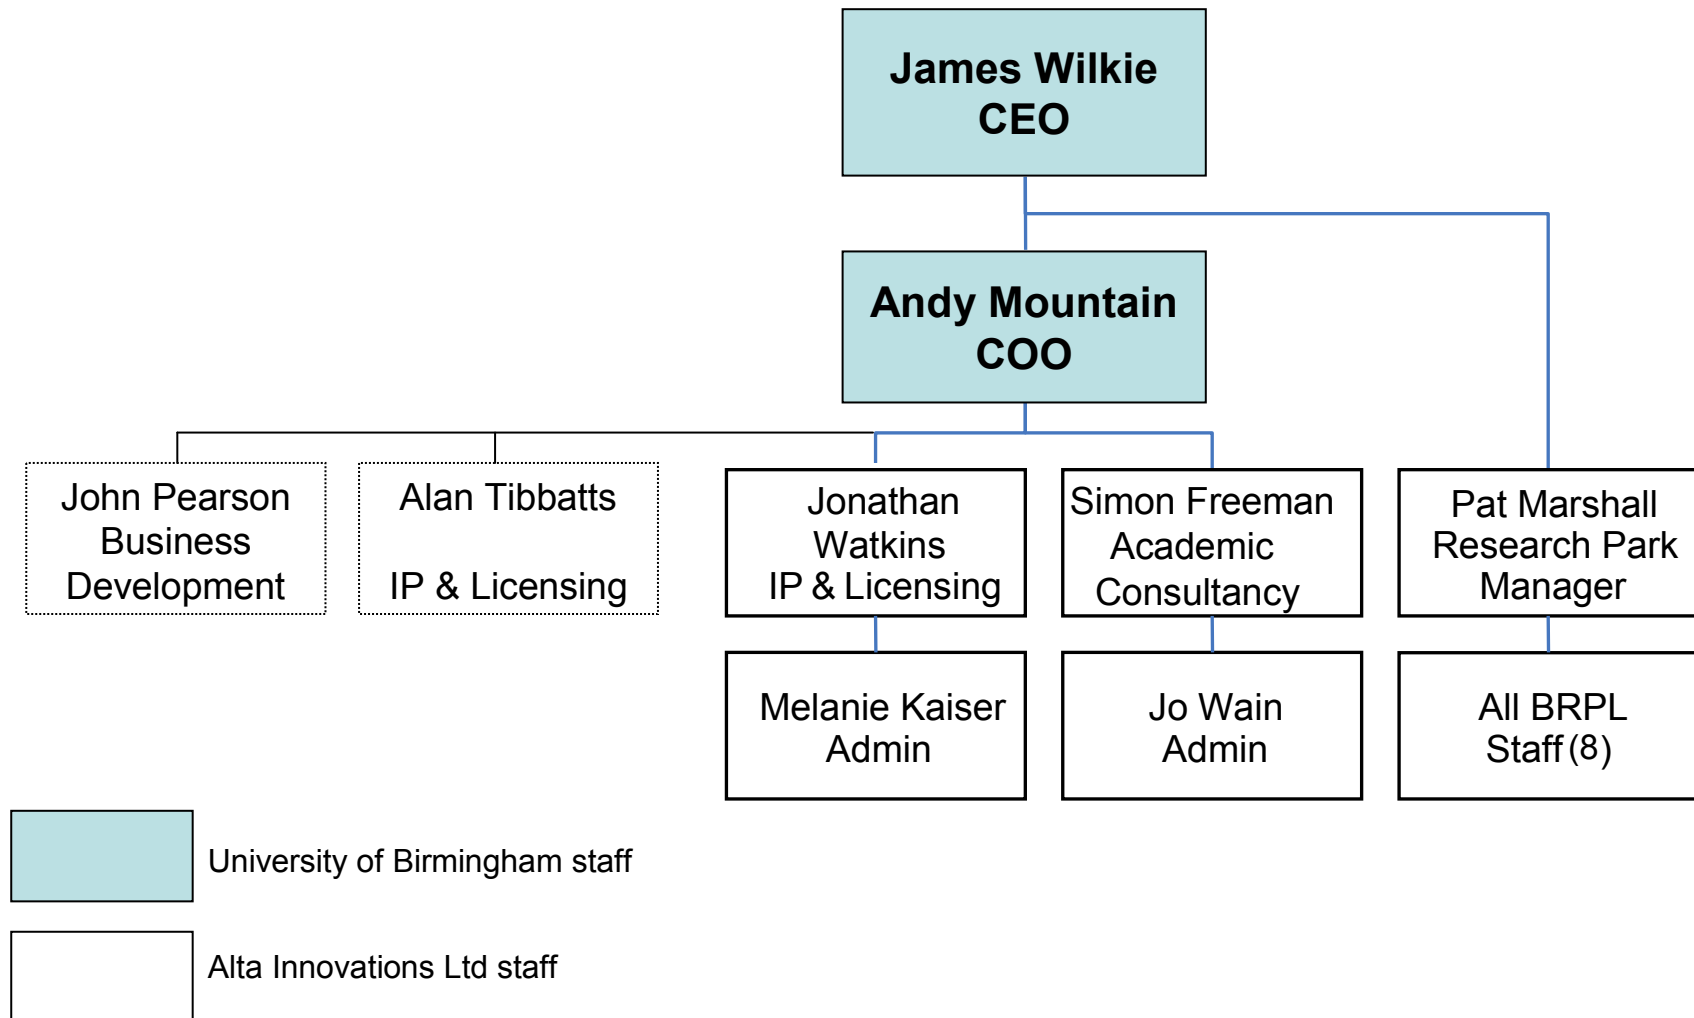 James Wilkie
CEO
Andy Mountain
COO
John Pearson
Business
Development
Alan Tibbatts
IP & Licensing
Jonathan
Watkins
IP & Licensing
Simon Freeman
Academic
Consultancy
Pat Marshall
Research Park
Manager
Melanie Kaiser
Admin
Jo Wain
Admin
All BRPL
Staff (8)
University of Birmingham staff
Alta Innovations Ltd staff